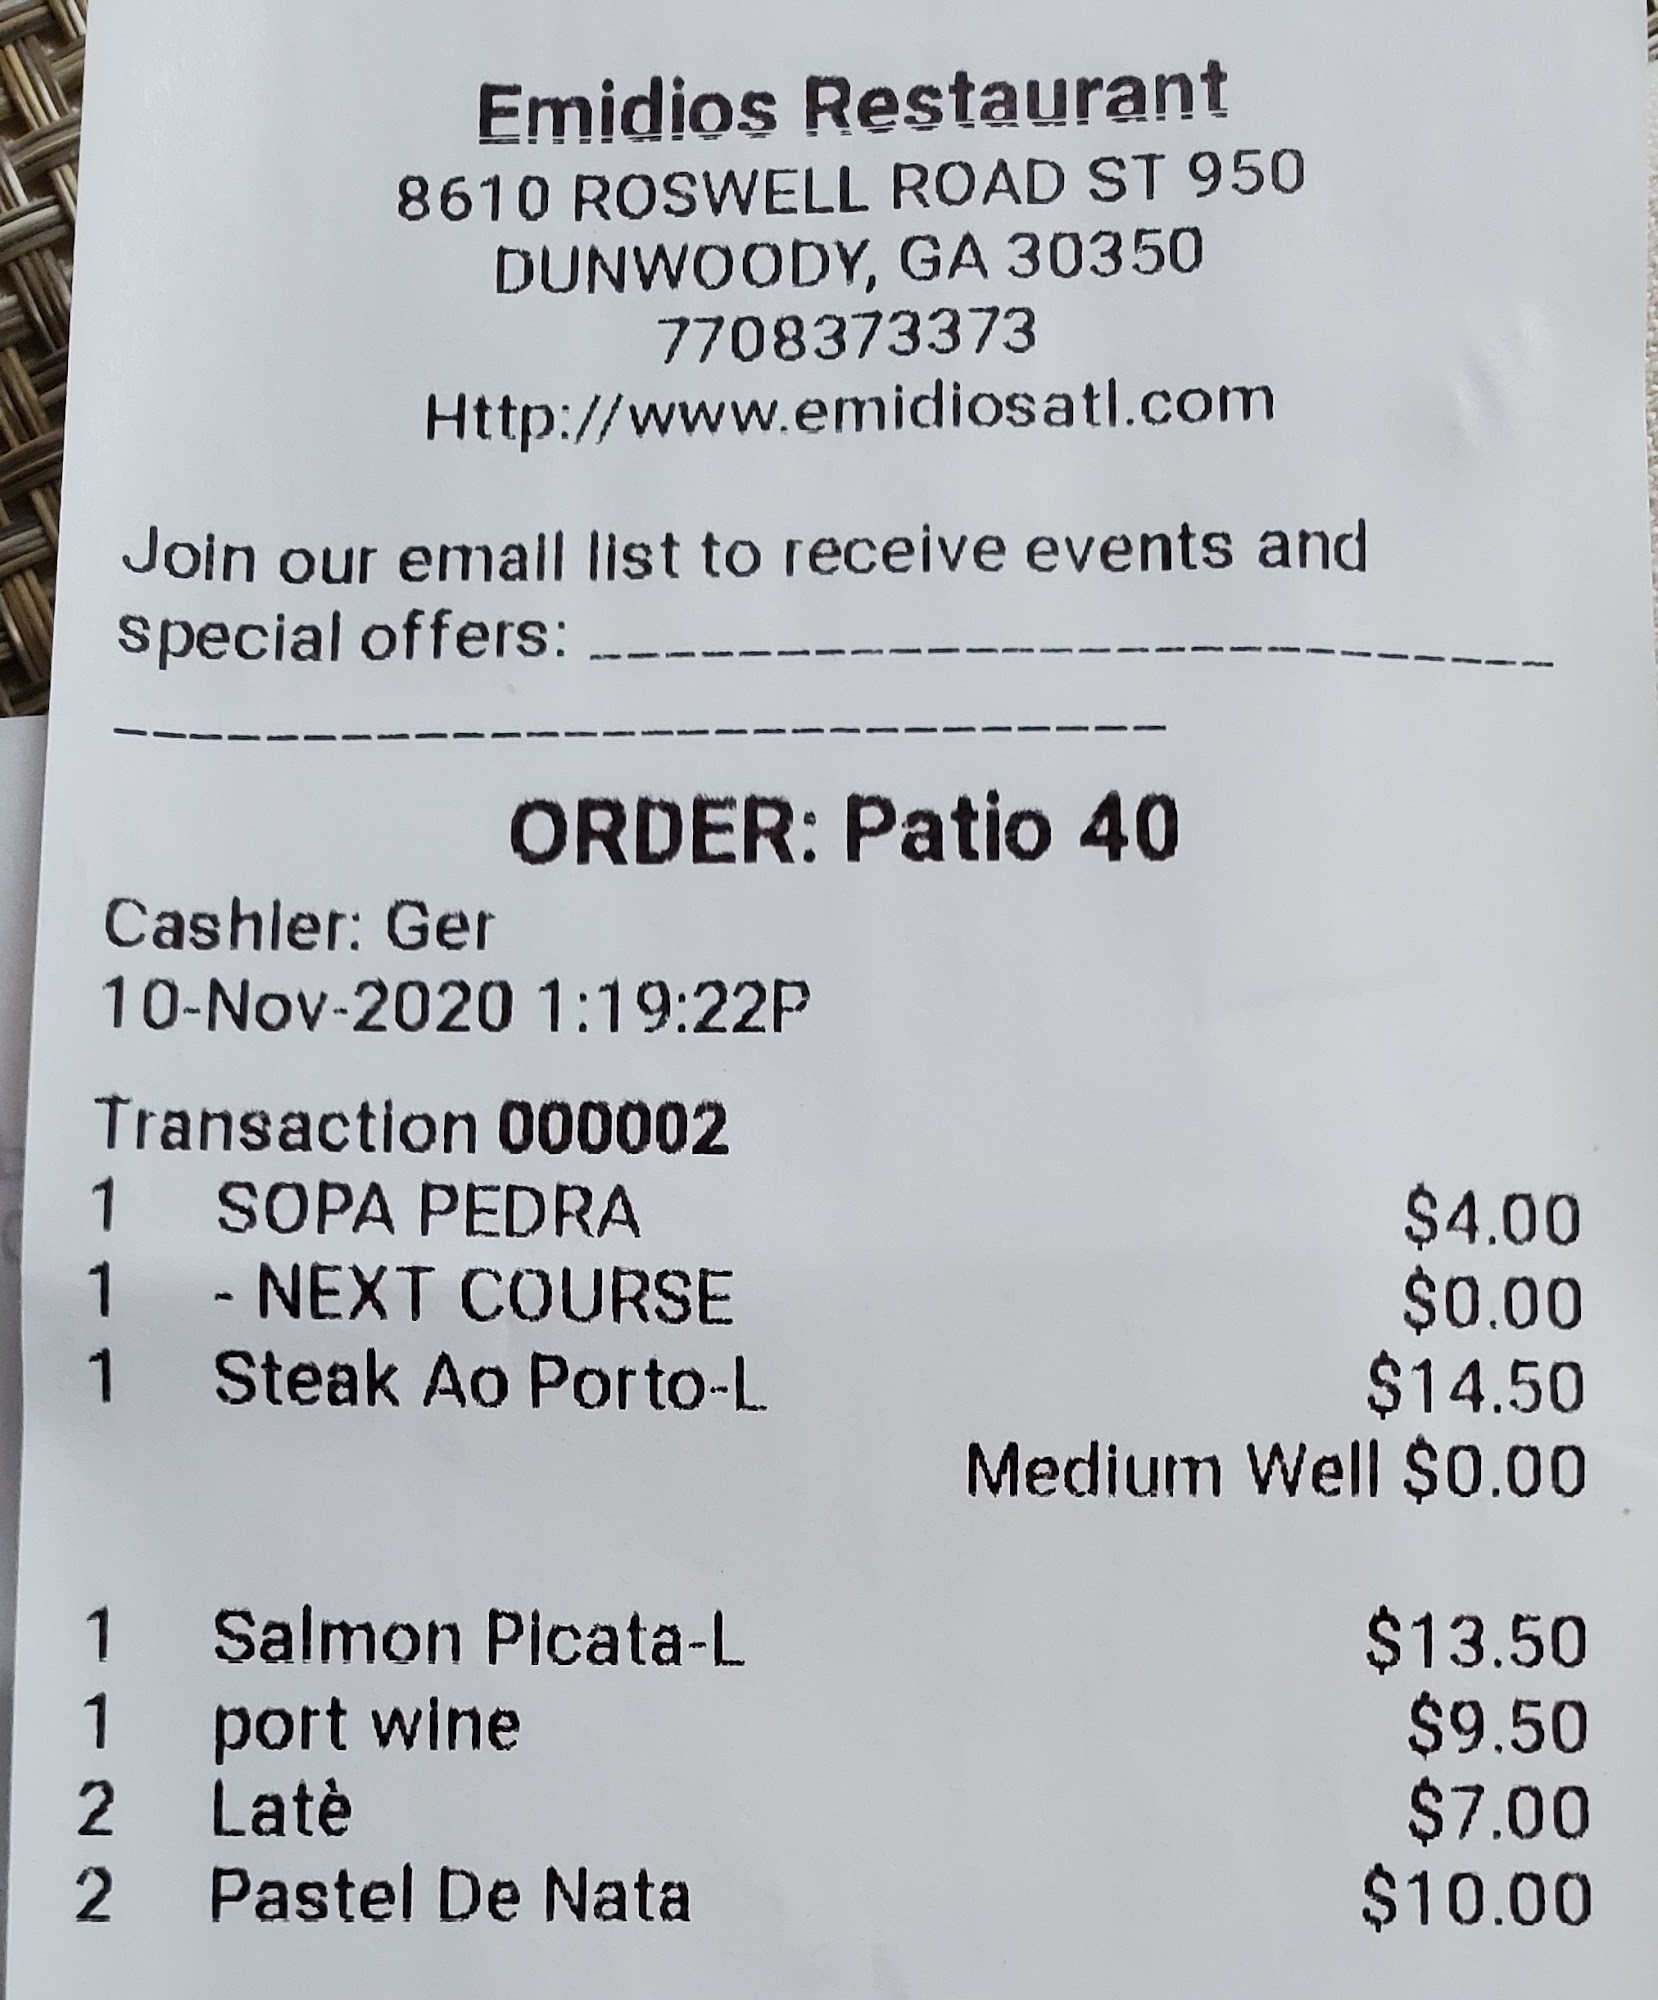 Emidios Restaurant
8610 ROSWELL ROAD ST 950
DUNWOODY, GA 30350
7708373373
Http://www.emidiosatl.com
Join our email list to receive events and
special offers: __________________________
____________________________
ORDER: Patio 40
Cashier: Ger
10-Nov-2020 1:19:22P
Transaction 000002
1 SOPA PEDRA $4.00
1 - NEXT COURSE $0.00
1 Steak Ao Porto-L $14.50
Medium Well $0.00
1 Salmon Picata-L $13.50
1 port wine $9.50
2 Latè $7.00
2 Pastel De Nata $10.00